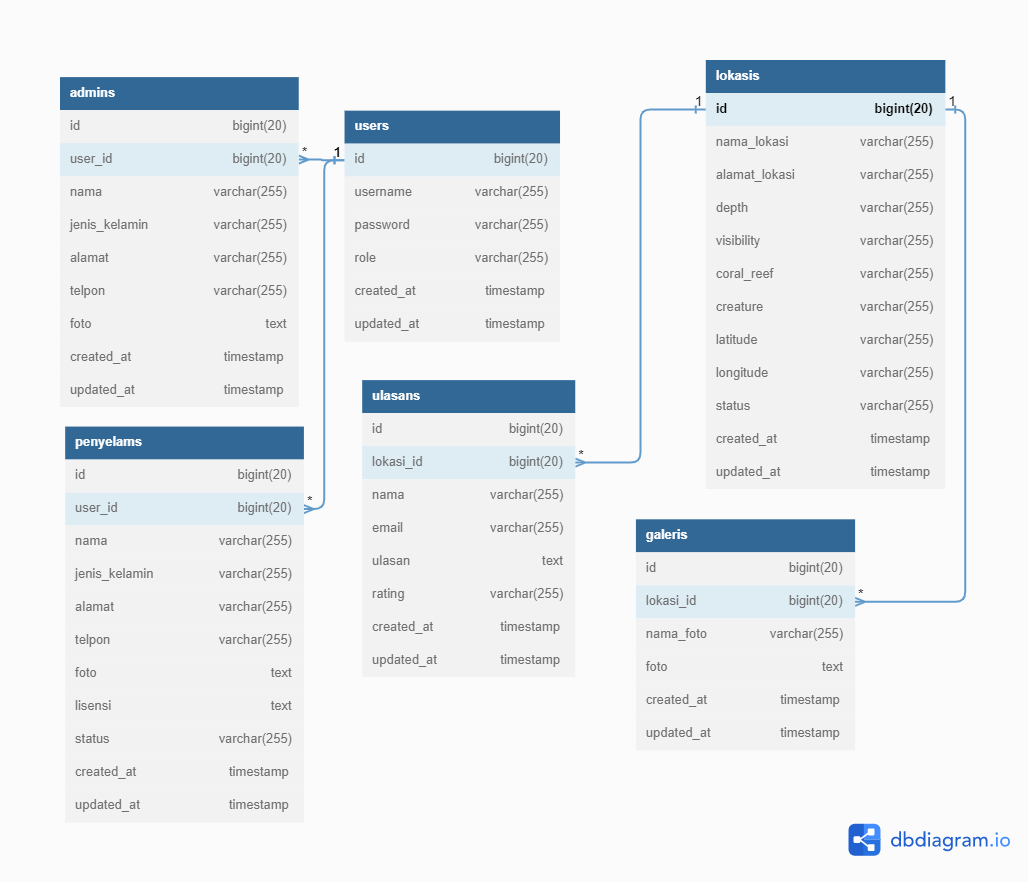 admins
id bigint(20)
user_id bigint(20)
nama varchar(255)
jenis_kelamin varchar(255)
alamat varchar(255)
telpon varchar(255)
foto text
created_at timestamp
updated_at timestamp
*
1
users
id bigint(20)
username varchar(255)
password varchar(255)
role varchar(255)
created_at timestamp
updated_at timestamp
penyelams
id bigint(20)
user_id bigint(20)
nama varchar(255)
jenis_kelamin varchar(255)
alamat varchar(255)
telpon varchar(255)
foto text
lisensi text
status varchar(255)
created_at timestamp
updated_at timestamp
*
ulasans
id bigint(20)
lokasi_id bigint(20)
nama varchar(255)
email varchar(255)
ulasan text
rating varchar(255)
created_at timestamp
updated_at timestamp
*
1
lokasis
id bigint(20)
nama_lokasi varchar(255)
alamat_lokasi varchar(255)
depth varchar(255)
visibility varchar(255)
coral_reef varchar(255)
creature varchar(255)
latitude varchar(255)
longitude varchar(255)
status varchar(255)
created_at timestamp
updated_at timestamp
1
galeris
id bigint(20)
lokasi_id bigint(20)
nama_foto varchar(255)
foto text
created_at timestamp
updated_at timestamp
*
dbdiagram.io